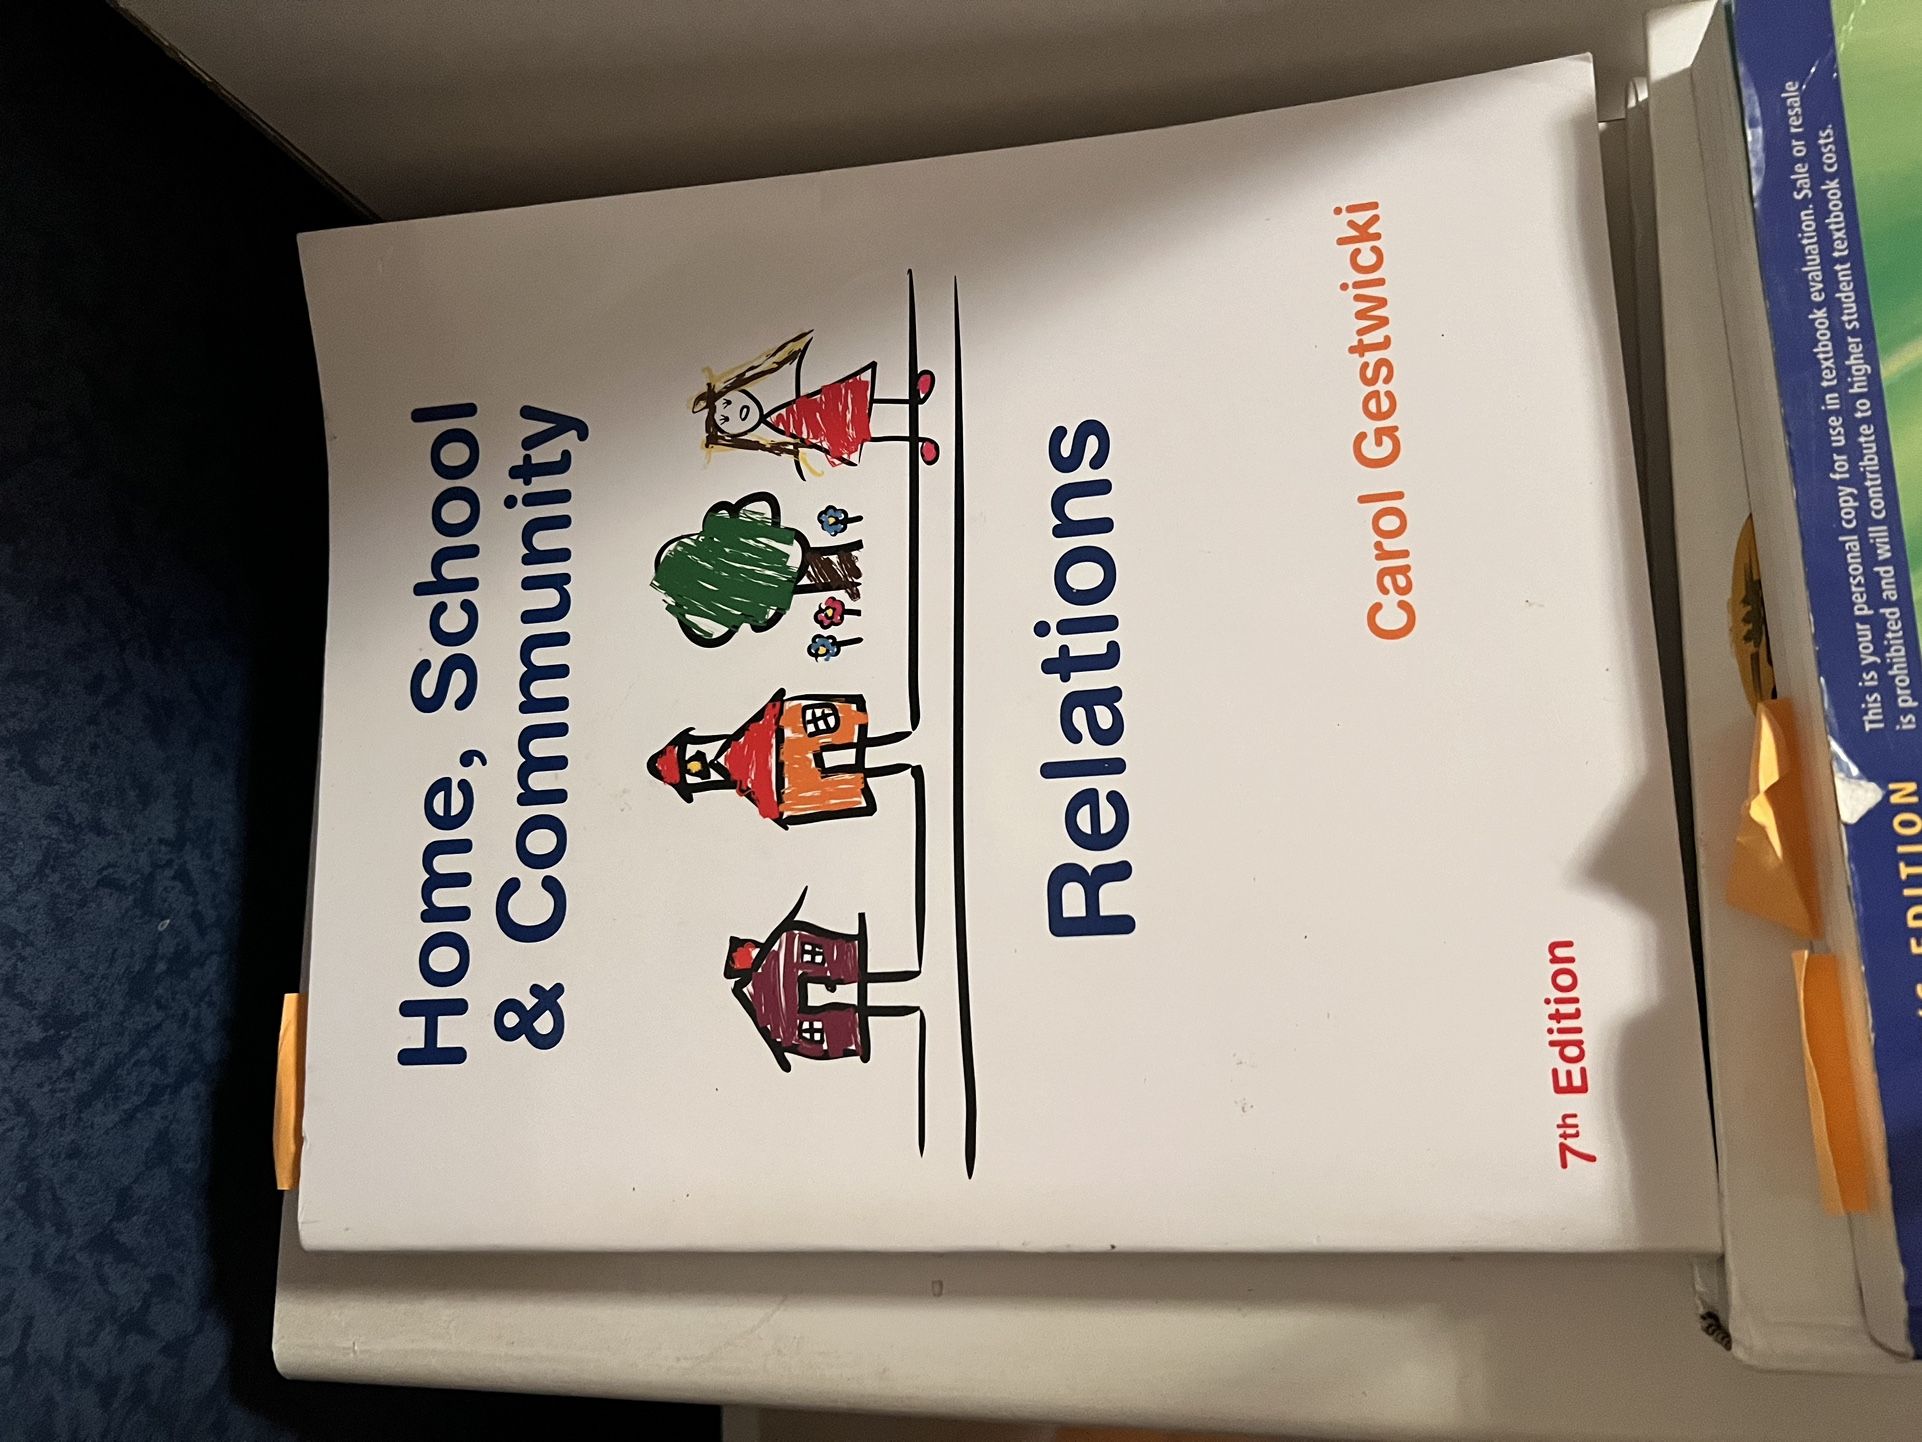 Home, School
& Community
Relations
Carol Gestwicki
7th Edition
This is your personal copy for use in textbook evaluation. Sale or resale
is prohibited and will contribute to higher student textbook costs.
EDITION